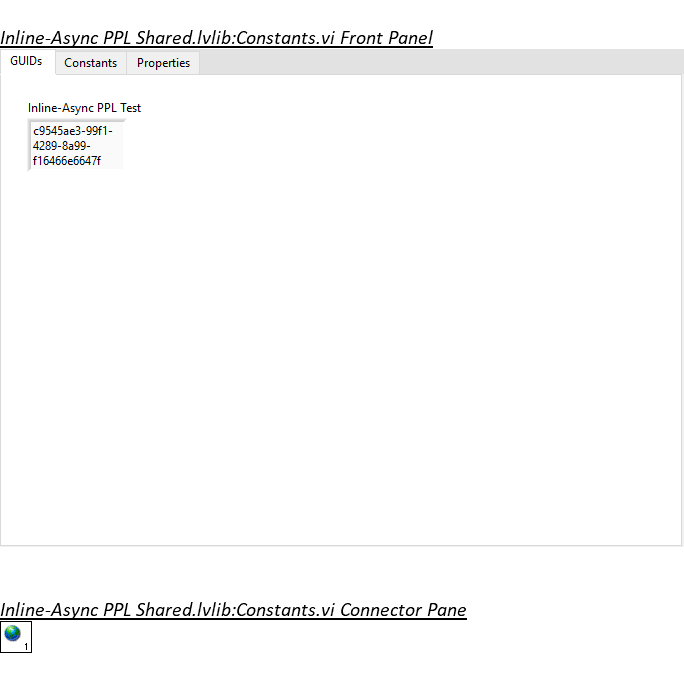 Inline-Async PPL Shared.lvlib:Constants.vi Front Panel
GUIDs Constants Properties
Inline-Async PPL Test
c9545ae3-99f1-
4289-8a99-
f16466e6647f
Inline-Async PPL Shared.lvlib:Constants.vi Connector Pane
1